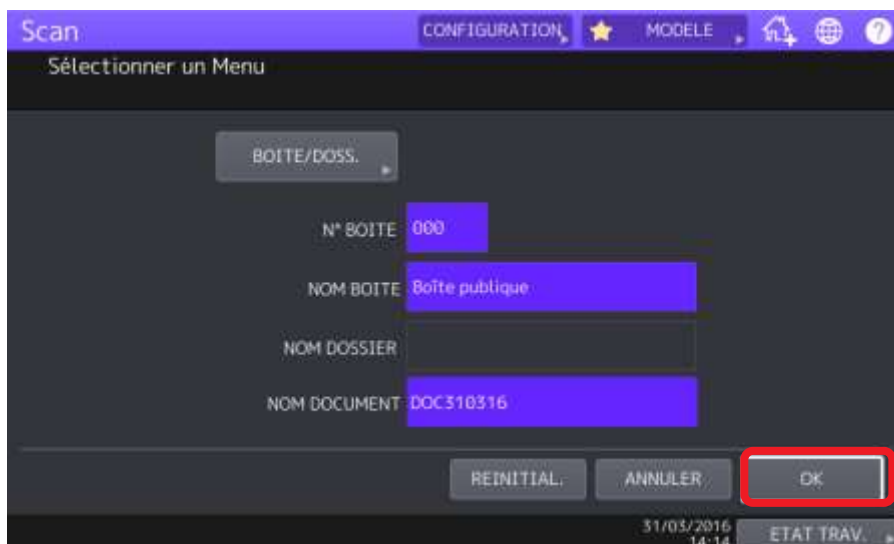 Scan CONFIGURATION MODELE ?
Sélectionner un Menu
BOITE/DOSS.
N° BOITE 000
NOM BOITE Boîte publique
NOM DOSSIER
NOM DOCUMENT DOC310316
REINITIAL. ANNULER OK
31/03/2016
14:14 ETAT TRAV.